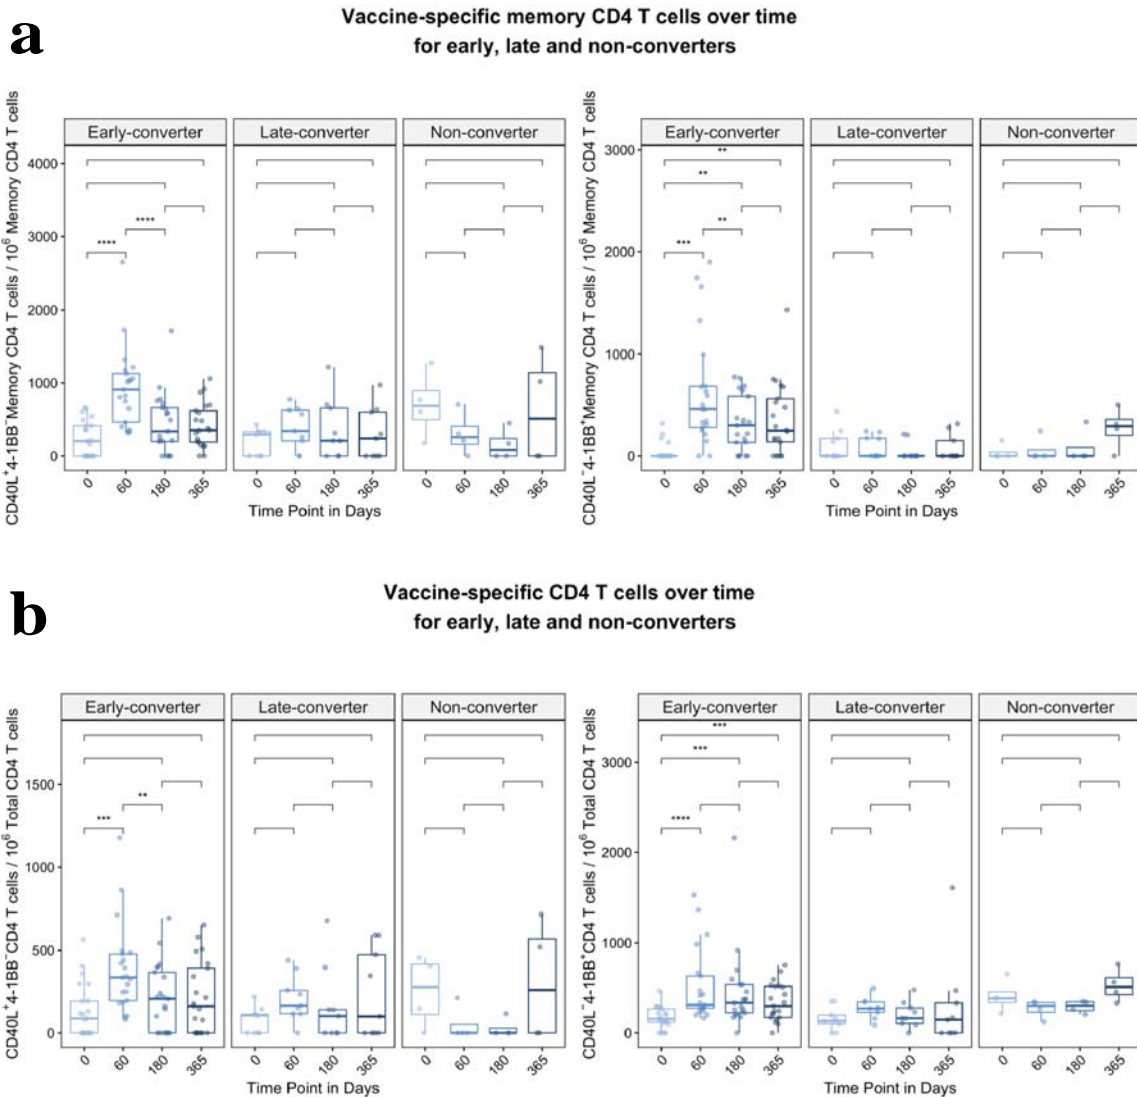 a
Vaccine-specific memory CD4 T cells over time
for early, late and non-converters
CD40L⁺4-1BB⁻Memory CD4 T cells / 10⁶ Memory CD4 T cells
Early-converter Late-converter Non-converter
4000
3000
2000
1000
0
**** ****
0 60 180 365 0 60 180 365 0 60 180 365
Time Point in Days
CD40L⁻4-1BB⁺Memory CD4 T cells / 10⁶ Memory CD4 T cells
Early-converter Late-converter Non-converter
3000
2000
1000
0
**
**
**
***
0 60 180 365 0 60 180 365 0 60 180 365
Time Point in Days
b
Vaccine-specific CD4 T cells over time
for early, late and non-converters
CD40L⁺4-1BB⁻CD4 T cells / 10⁶ Total CD4 T cells
Early-converter Late-converter Non-converter
1500
1000
500
0
**
***
0 60 180 365 0 60 180 365 0 60 180 365
Time Point in Days
CD40L⁻4-1BB⁺CD4 T cells / 10⁶ Total CD4 T cells
Early-converter Late-converter Non-converter
3000
2000
1000
0
***
***
****
0 60 180 365 0 60 180 365 0 60 180 365
Time Point in Days